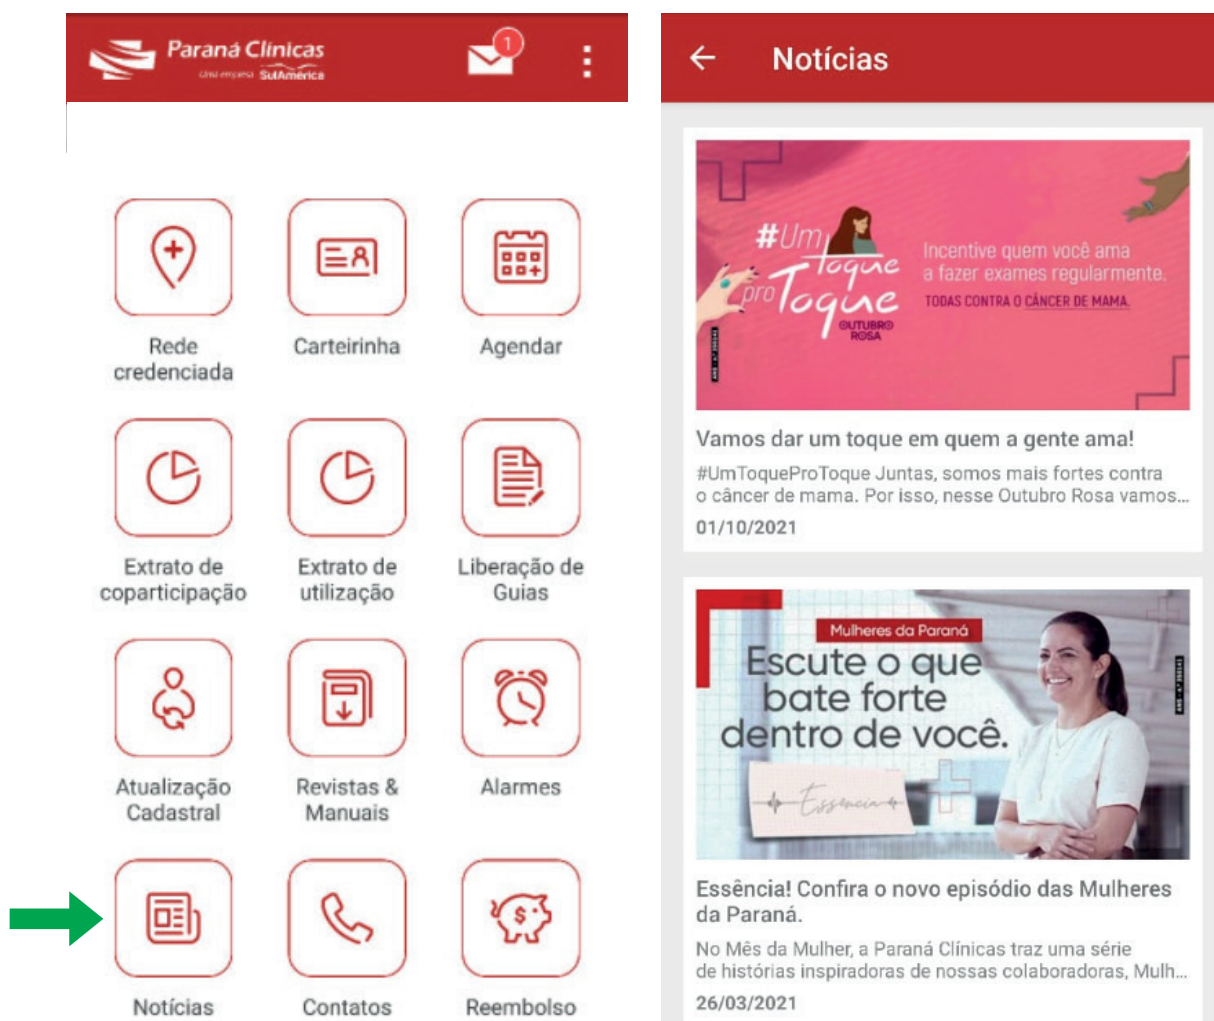 Paraná Clínicas
uma empresa SulAmérica
1
Rede
credenciada
Carteirinha
Agendar
Extrato de
coparticipação
Extrato de
utilização
Liberação de
Guias
Atualização
Cadastral
Revistas &
Manuais
Alarmes
Notícias
Contatos
Reembolso
Notícias
#Um
toque
pro Toque
OUTUBRO
ROSA
Incentive quem você ama
a fazer exames regularmente.
TODAS CONTRA O CÂNCER DE MAMA.
Vamos dar um toque em quem a gente ama!
#UmToqueProToque Juntas, somos mais fortes contra
o câncer de mama. Por isso, nesse Outubro Rosa vamos...
01/10/2021
Mulheres da Paraná
Escute o que
bate forte
dentro de você.
Essência
Essência! Confira o novo episódio das Mulheres
da Paraná.
No Mês da Mulher, a Paraná Clínicas traz uma série
de histórias inspiradoras de nossas colaboradoras, Mulh...
26/03/2021